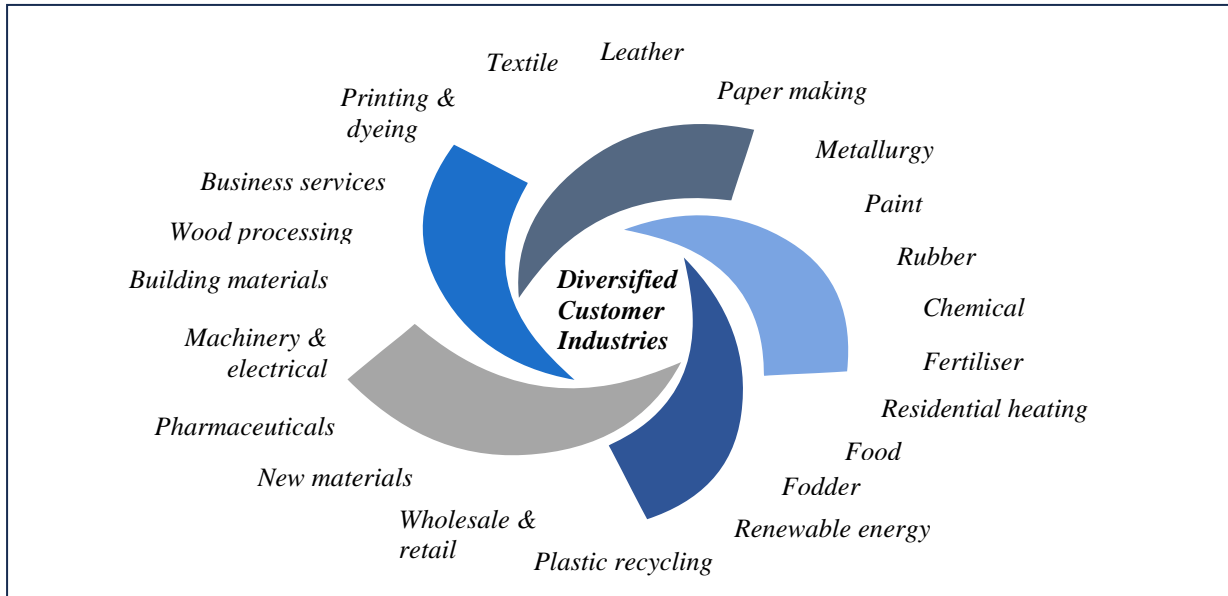 Textile
Leather
Paper making
Metallurgy
Paint
Rubber
Chemical
Fertiliser
Residential heating
Food
Fodder
Renewable energy
Plastic recycling
Wholesale &
retail
New materials
Pharmaceuticals
Machinery &
electrical
Building materials
Wood processing
Business services
Printing &
dyeing
Diversified
Customer
Industries